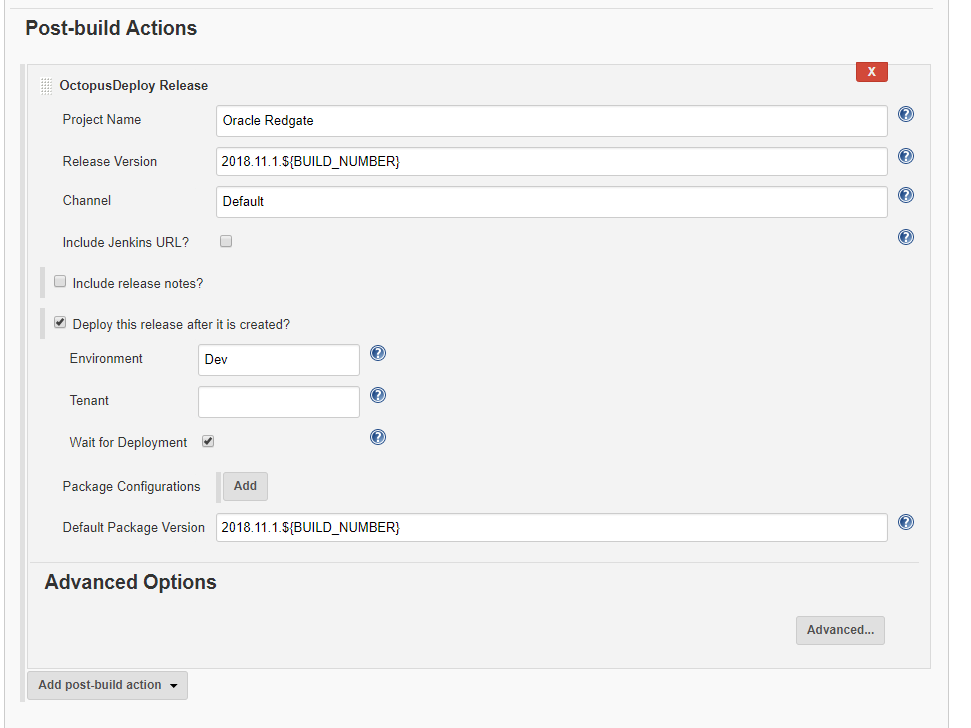 Post-build Actions
X
OctopusDeploy Release
Project Name
Oracle Redgate
?
Release Version
2018.11.1.${BUILD_NUMBER}
?
Channel
Default
?
Include Jenkins URL?
?
Include release notes?
Deploy this release after it is created?
Environment
Dev
?
Tenant
?
Wait for Deployment
?
Package Configurations
Add
Default Package Version
2018.11.1.${BUILD_NUMBER}
?
Advanced Options
Advanced...
Add post-build action